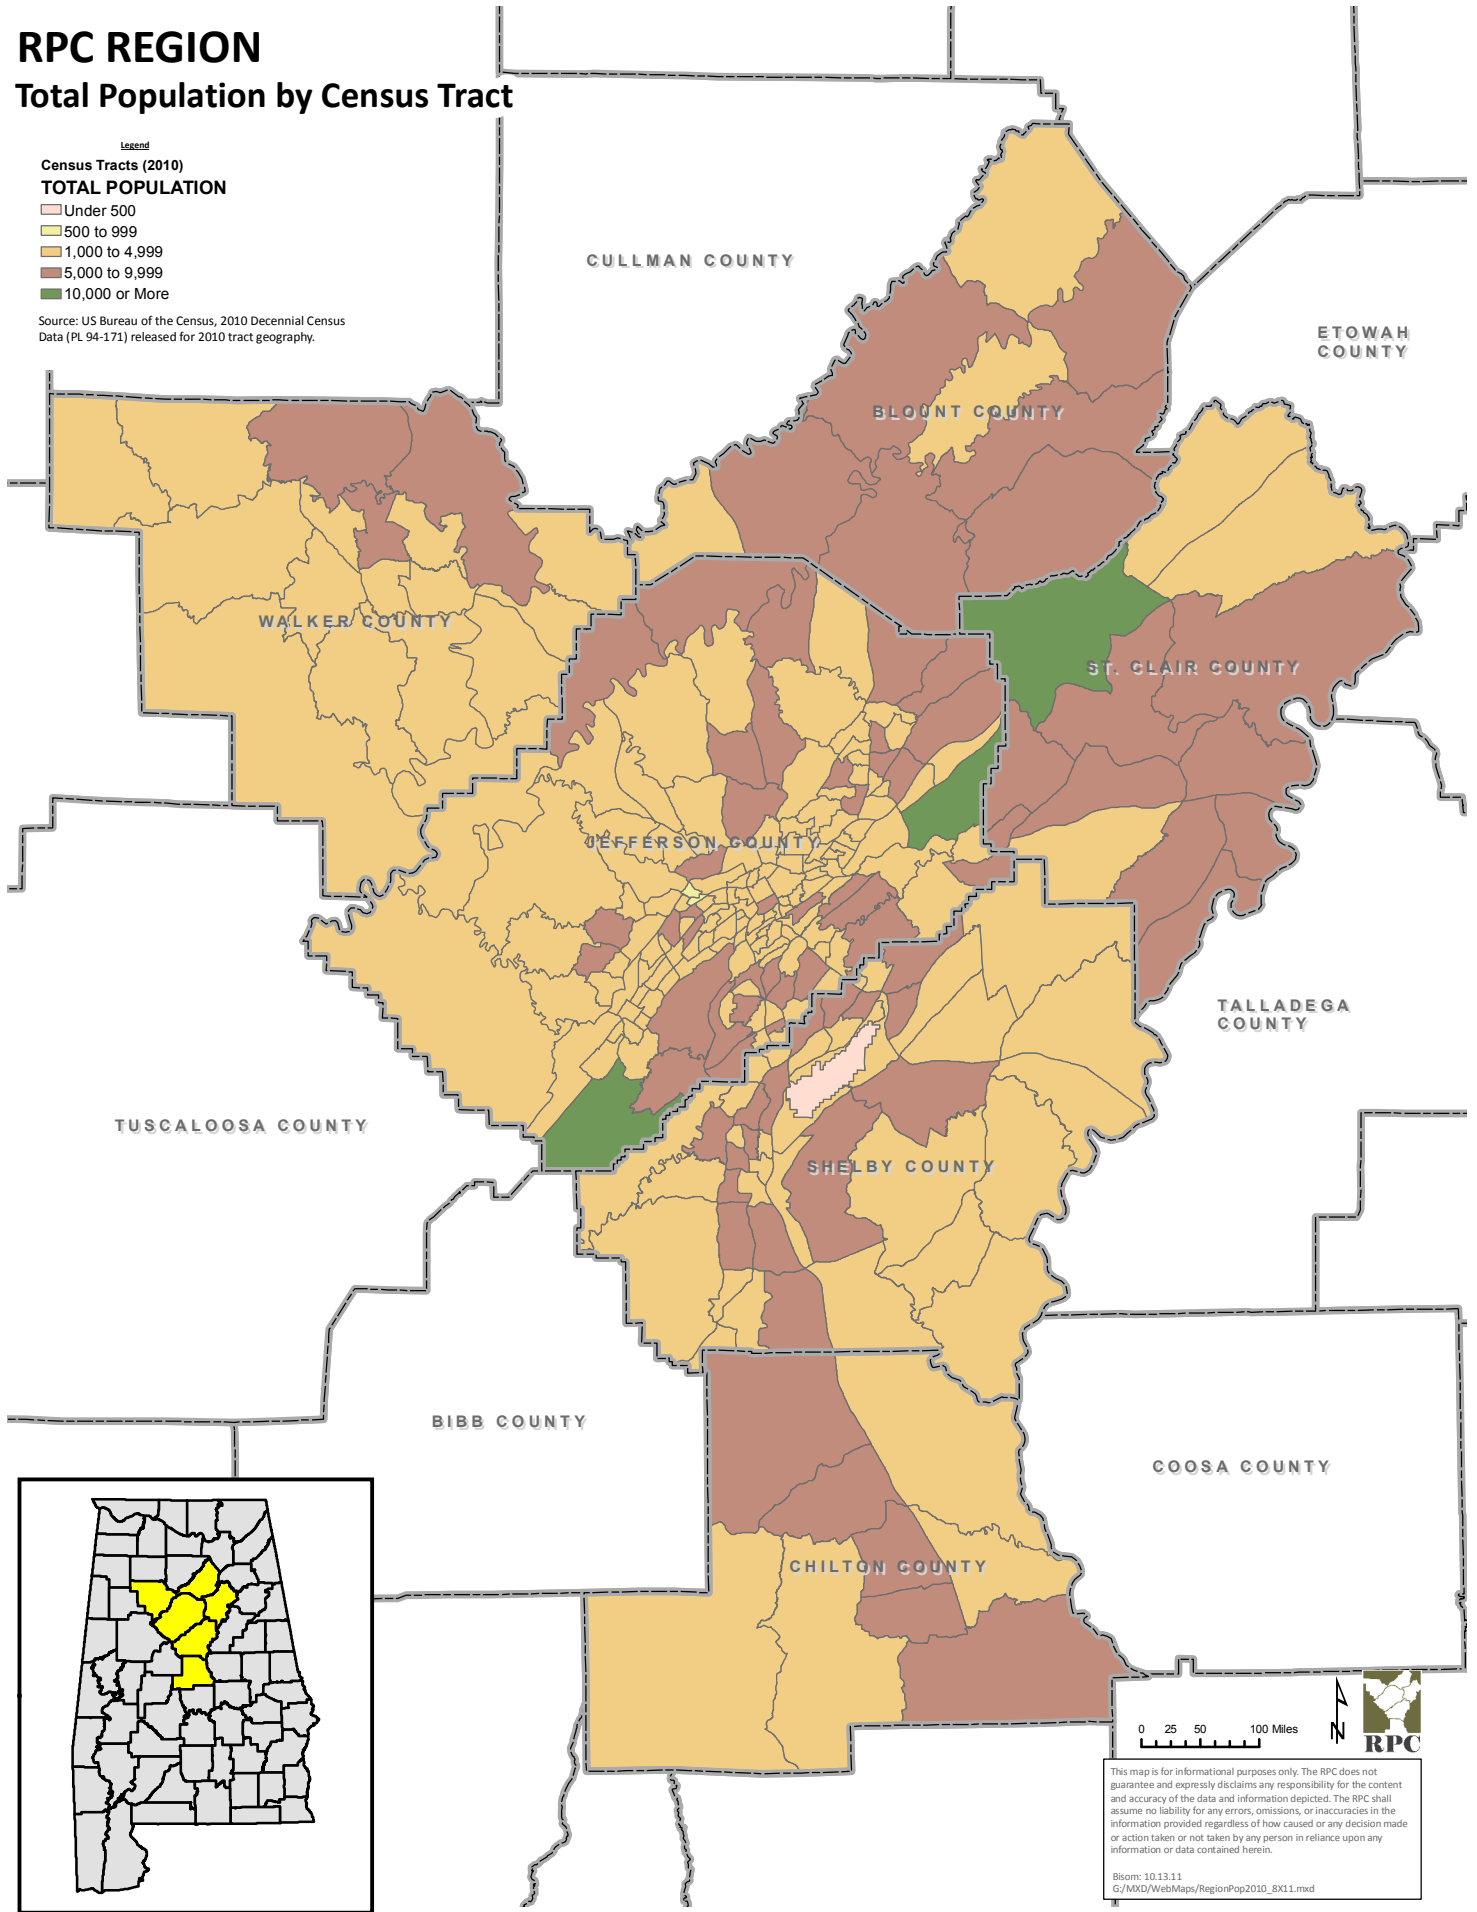 RPC REGION
Total Population by Census Tract
Legend
Census Tracts (2010)
TOTAL POPULATION
Under 500
500 to 999
1,000 to 4,999
5,000 to 9,999
10,000 or More
Source: US Bureau of the Census, 2010 Decennial Census
Data (PL 94-171) released for 2010 tract geography.
CULLMAN COUNTY
ETOWAH
COUNTY
BLOUNT COUNTY
WALKER COUNTY
ST. CLAIR COUNTY
JEFFERSON COUNTY
TALLADEGA
COUNTY
TUSCALOOSA COUNTY
SHELBY COUNTY
BIBB COUNTY
COOSA COUNTY
CHILTON COUNTY
0 25 50 100 Miles
N
RPC
This map is for informational purposes only. The RPC does not
guarantee and expressly disclaims any responsibility for the content
and accuracy of the data and information depicted. The RPC shall
assume no liability for any errors, omissions, or inaccuracies in the
information provided regardless of how caused or any decision made
or action taken or not taken by any person in reliance upon any
information or data contained herein.
Bisom: 10.13.11
G:/MXD/WebMaps/RegionPop2010_8X11.mxd